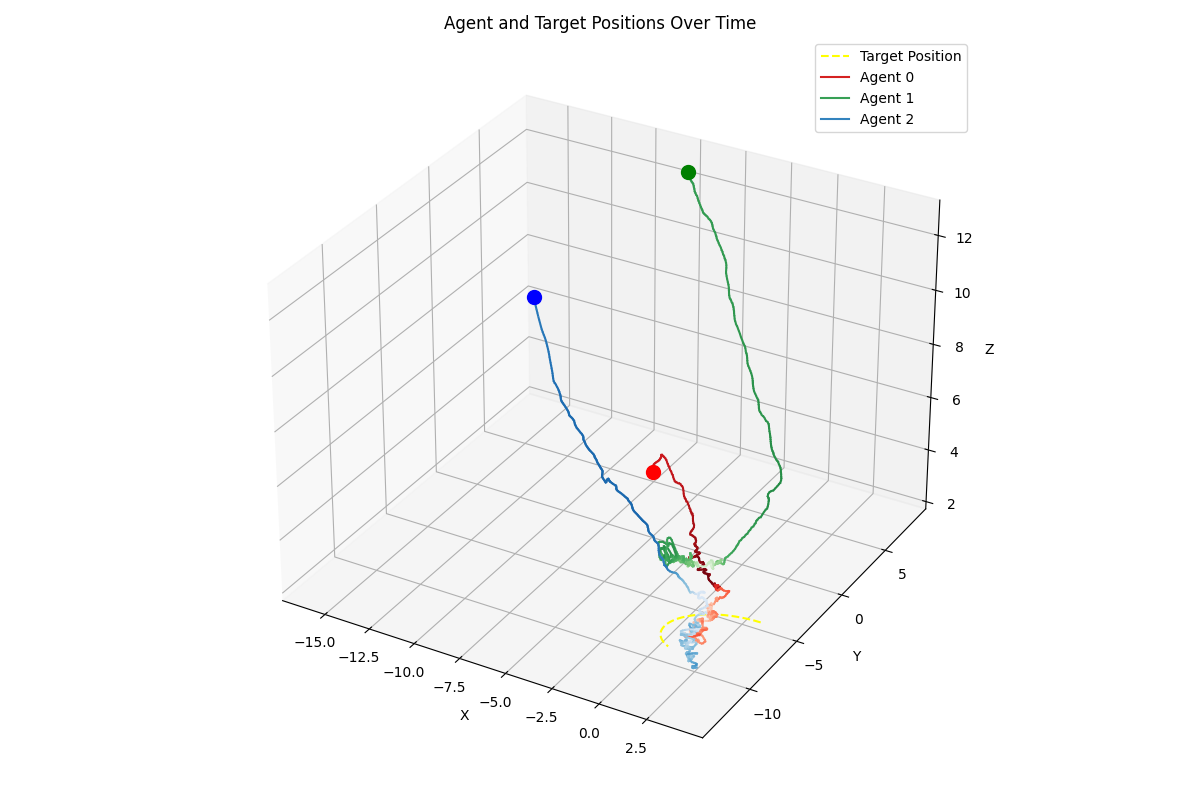 Agent and Target Positions Over Time
Target Position
Agent 0
Agent 1
Agent 2
12
10
8
6
4
2
Z
5
0
−5
−10
Y
−15.0
−12.5
−10.0
−7.5
−5.0
−2.5
0.0
2.5
X